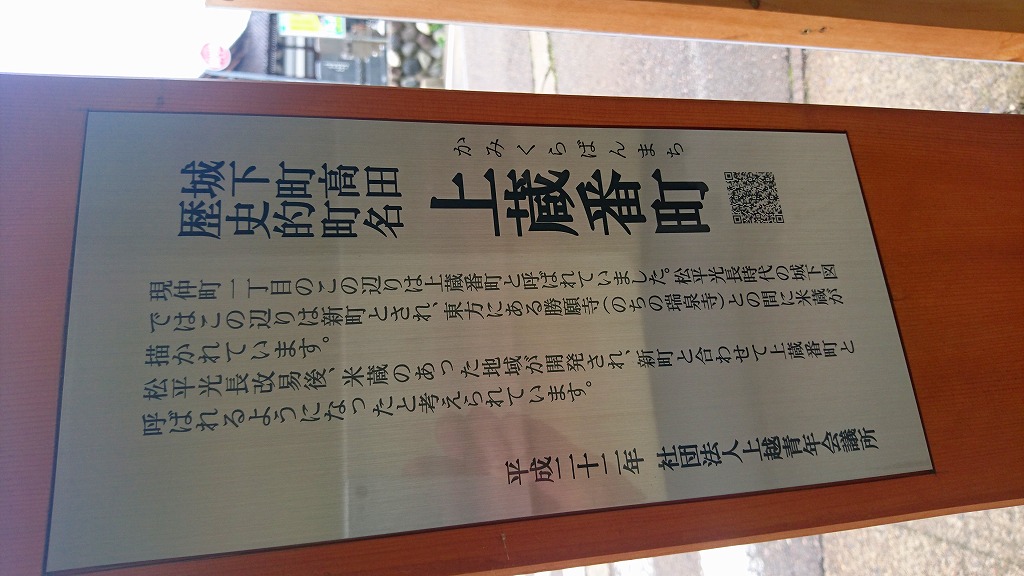 城下町高田
歴史的町名
かみくらばんまち
上蔵番町
現仲町一丁目のこの辺りは上蔵番町と呼ばれていました。松平光長時代の城下図
ではこの辺りは新町とされ、東方にある勝願寺(のちの瑞泉寺)との間に米蔵が
描かれています。
松平光長改易後、米蔵のあった地域が開発され、新町と合わせて上蔵番町と
呼ばれるようになったと考えられています。
平成二十二年 社団法人上越青年会議所